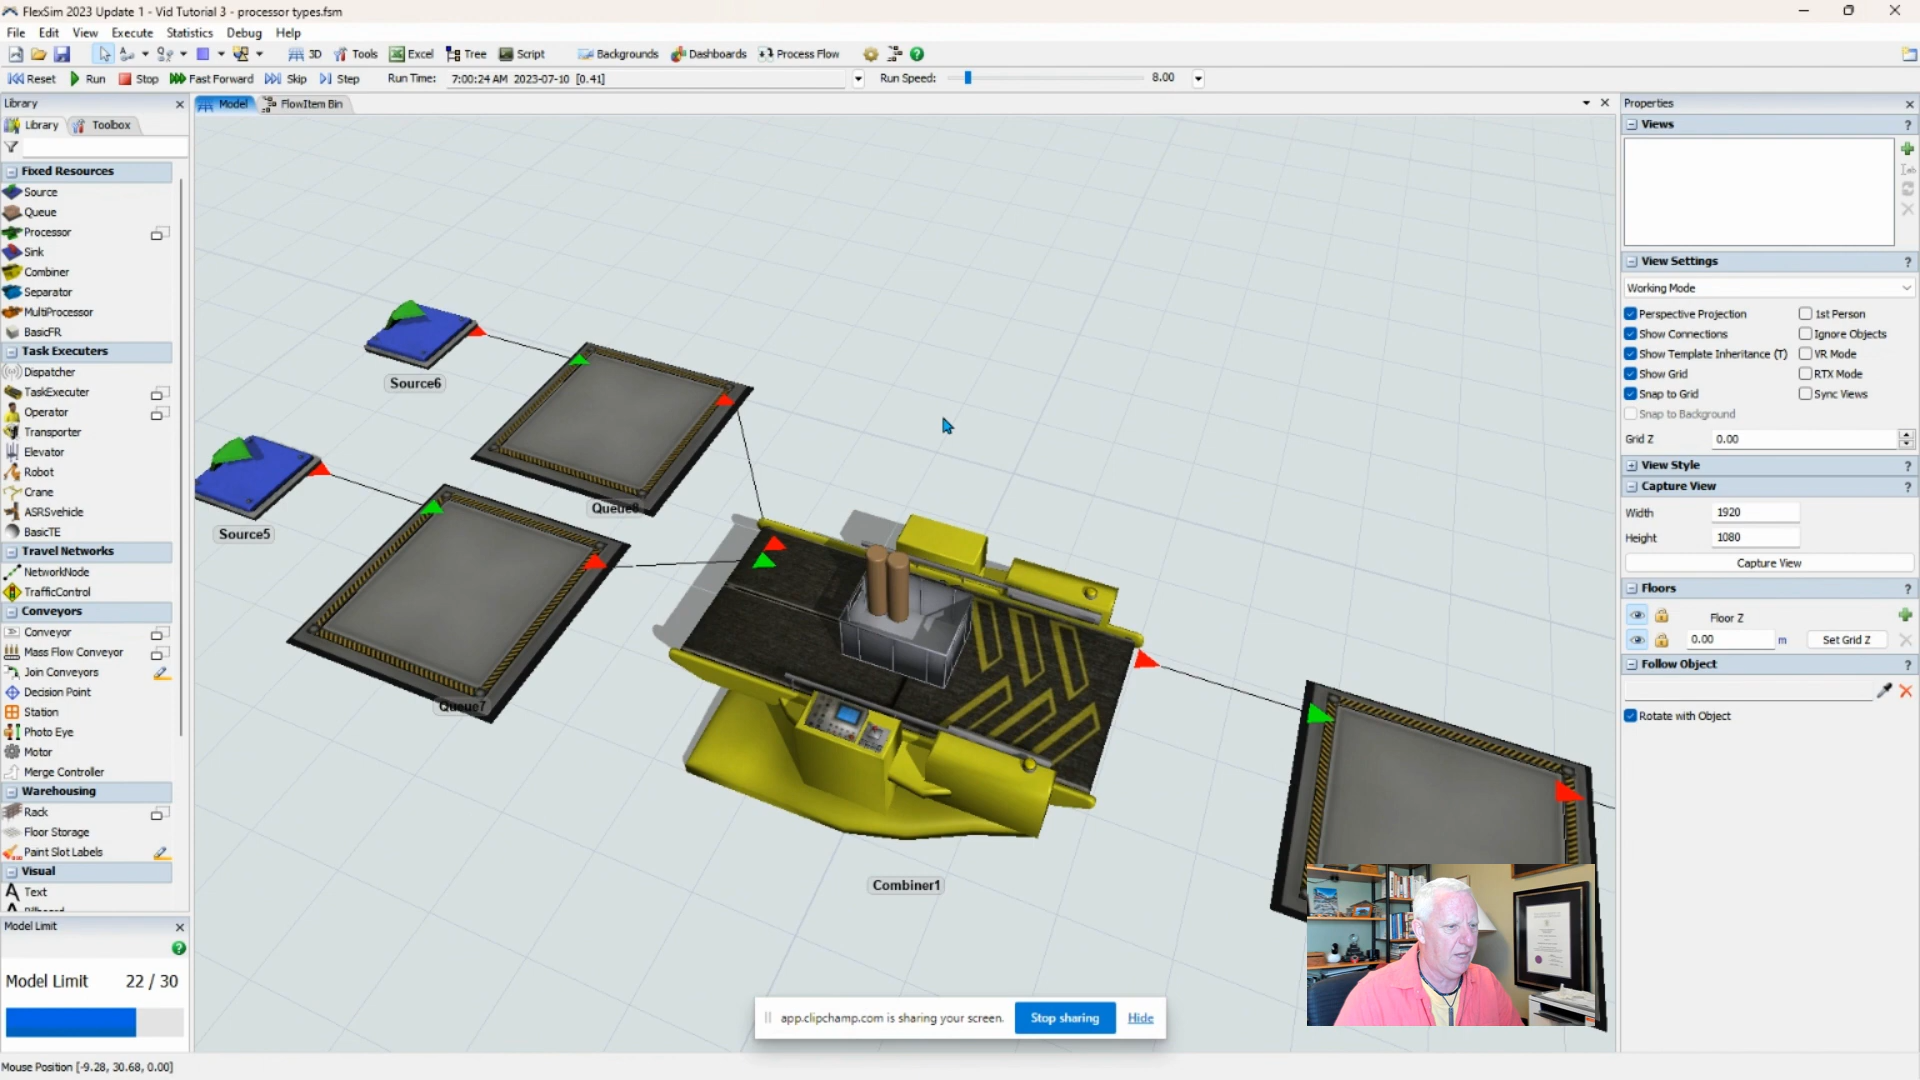 FlexSim 2023 Update 1 - Vid Tutorial 3 - processor types.fsm
File Edit View Execute Statistics Debug Help
3D Tools Excel Tree Script Backgrounds Dashboards Process Flow
Reset Run Stop Fast Forward Skip Step Run Time: 7:00:24 AM 2023-07-10 [0.41] Run Speed: 8.00
Library
Library Toolbox
Fixed Resources
Source
Queue
Processor
Sink
Combiner
Separator
MultiProcessor
BasicFR
Task Executers
Dispatcher
TaskExecuter
Operator
Transporter
Elevator
Robot
Crane
ASRSvehicle
BasicTE
Travel Networks
NetworkNode
TrafficControl
Conveyors
Conveyor
Mass Flow Conveyor
Join Conveyors
Decision Point
Station
Photo Eye
Motor
Merge Controller
Warehousing
Rack
Floor Storage
Paint Slot Labels
Visual
Text
Model Limit
Model Limit 22 / 30
Mouse Position [-9.28, 30.68, 0.00]
Model FlowItem Bin
Source6
Queue8
Source5
Queue7
Combiner1
app.clipchamp.com is sharing your screen. Stop sharing Hide
Properties
Views
View Settings
Working Mode
Perspective Projection 1st Person
Show Connections Ignore Objects
Show Template Inheritance (T) VR Mode
Show Grid RTX Mode
Snap to Grid Sync Views
Snap to Background
Grid Z 0.00
View Style
Capture View
Width 1920
Height 1080
Capture View
Floors
Floor Z
0.00 m Set Grid Z
Follow Object
Rotate with Object